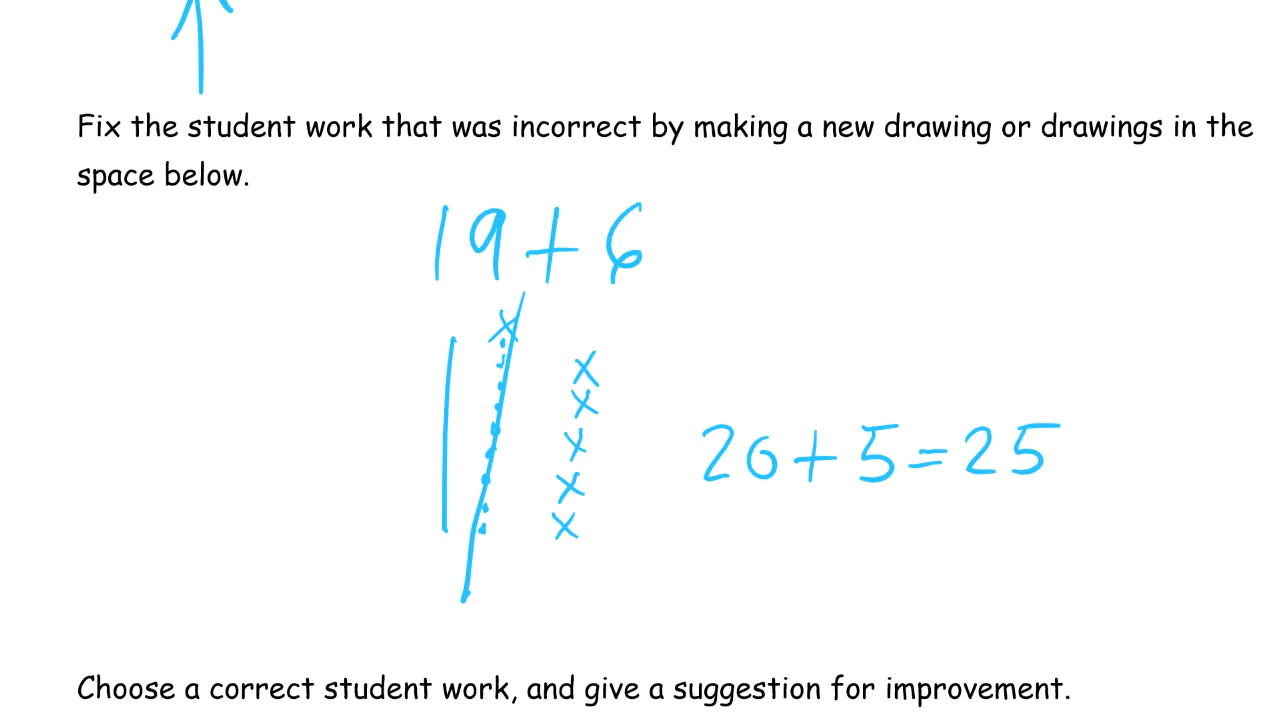 Fix the student work that was incorrect by making a new drawing or drawings in the
space below.
19 + 6
x
x
x
x
x
x
20 + 5 = 25
Choose a correct student work, and give a suggestion for improvement.